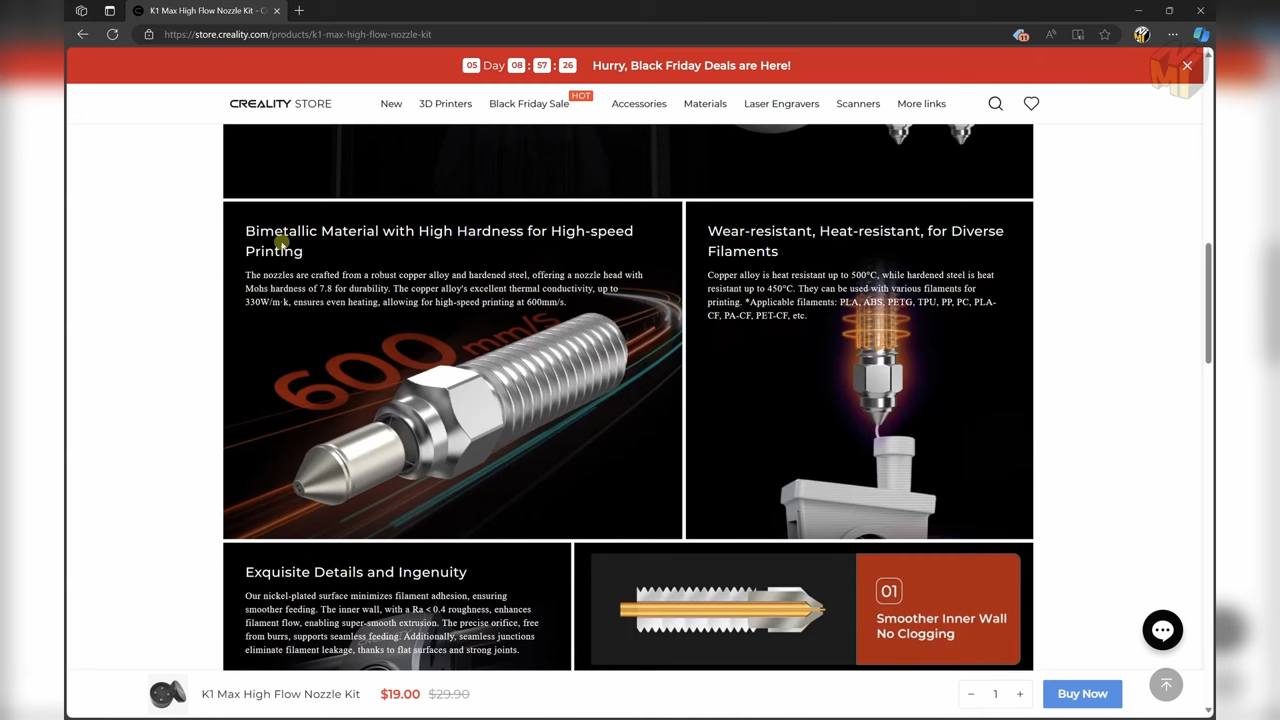 K1 Max High Flow Nozzle Kit - C
https://store.creality.com/products/k1-max-high-flow-nozzle-kit
11
05 Day 08 : 57 : 26 Hurry, Black Friday Deals are Here!
CREALITY STORE
New
3D Printers
Black Friday Sale
HOT
Accessories
Materials
Laser Engravers
Scanners
More links
Bimetallic Material with High Hardness for High-speed
Printing
The nozzles are crafted from a robust copper alloy and hardened steel, offering a nozzle head with
Mohs hardness of 7.8 for durability. The copper alloy's excellent thermal conductivity, up to
330W/m·k, ensures even heating, allowing for high-speed printing at 600mm/s.
600 mm/s
Wear-resistant, Heat-resistant, for Diverse
Filaments
Copper alloy is heat resistant up to 500°C, while hardened steel is heat
resistant up to 450°C. They can be used with various filaments for
printing. *Applicable filaments: PLA, ABS, PETG, TPU, PP, PC, PLA-
CF, PA-CF, PET-CF, etc.
Exquisite Details and Ingenuity
Our nickel-plated surface minimizes filament adhesion, ensuring
smoother feeding. The inner wall, with a Ra < 0.4 roughness, enhances
filament flow, enabling super-smooth extrusion. The precise orifice, free
from burrs, supports seamless feeding. Additionally, seamless junctions
eliminate filament leakage, thanks to flat surfaces and strong joints.
01
Smoother Inner Wall
No Clogging
K1 Max High Flow Nozzle Kit $19.00 $29.90
− 1 +
Buy Now